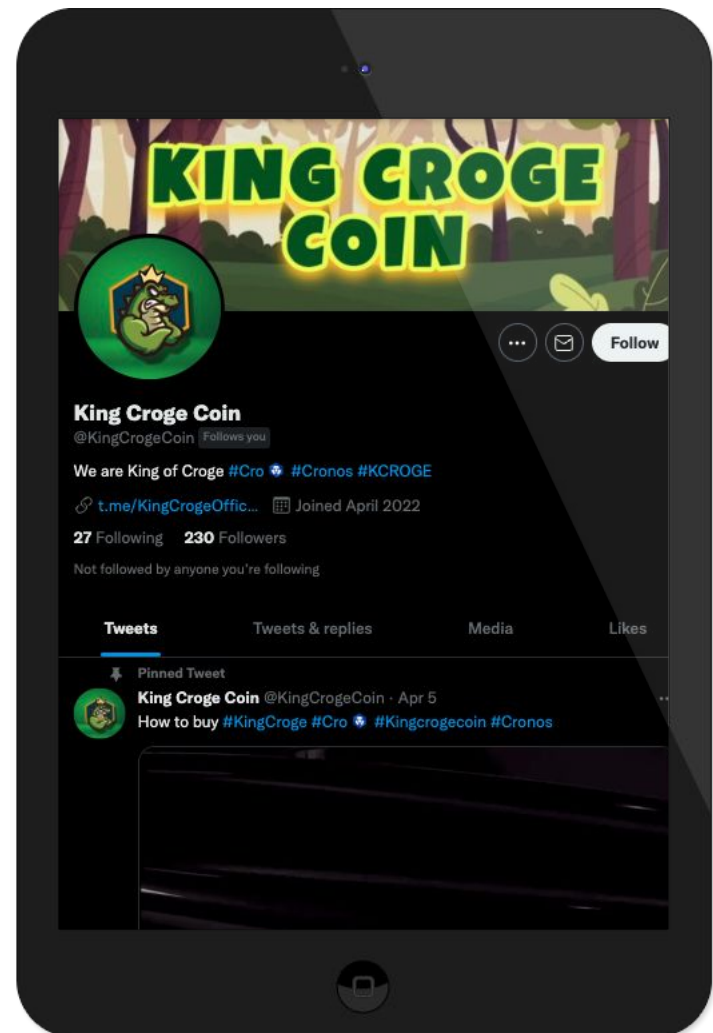 KING CROGE
COIN
Follow
King Croge Coin
@KingCrogeCoin Follows you
We are King of Croge #Cro #Cronos #KCROGE
t.me/KingCrogeOffic... Joined April 2022
27 Following 230 Followers
Not followed by anyone you're following
Tweets Tweets & replies Media Likes
Pinned Tweet
King Croge Coin @KingCrogeCoin · Apr 5
How to buy #KingCroge #Cro #Kingcrogecoin #Cronos